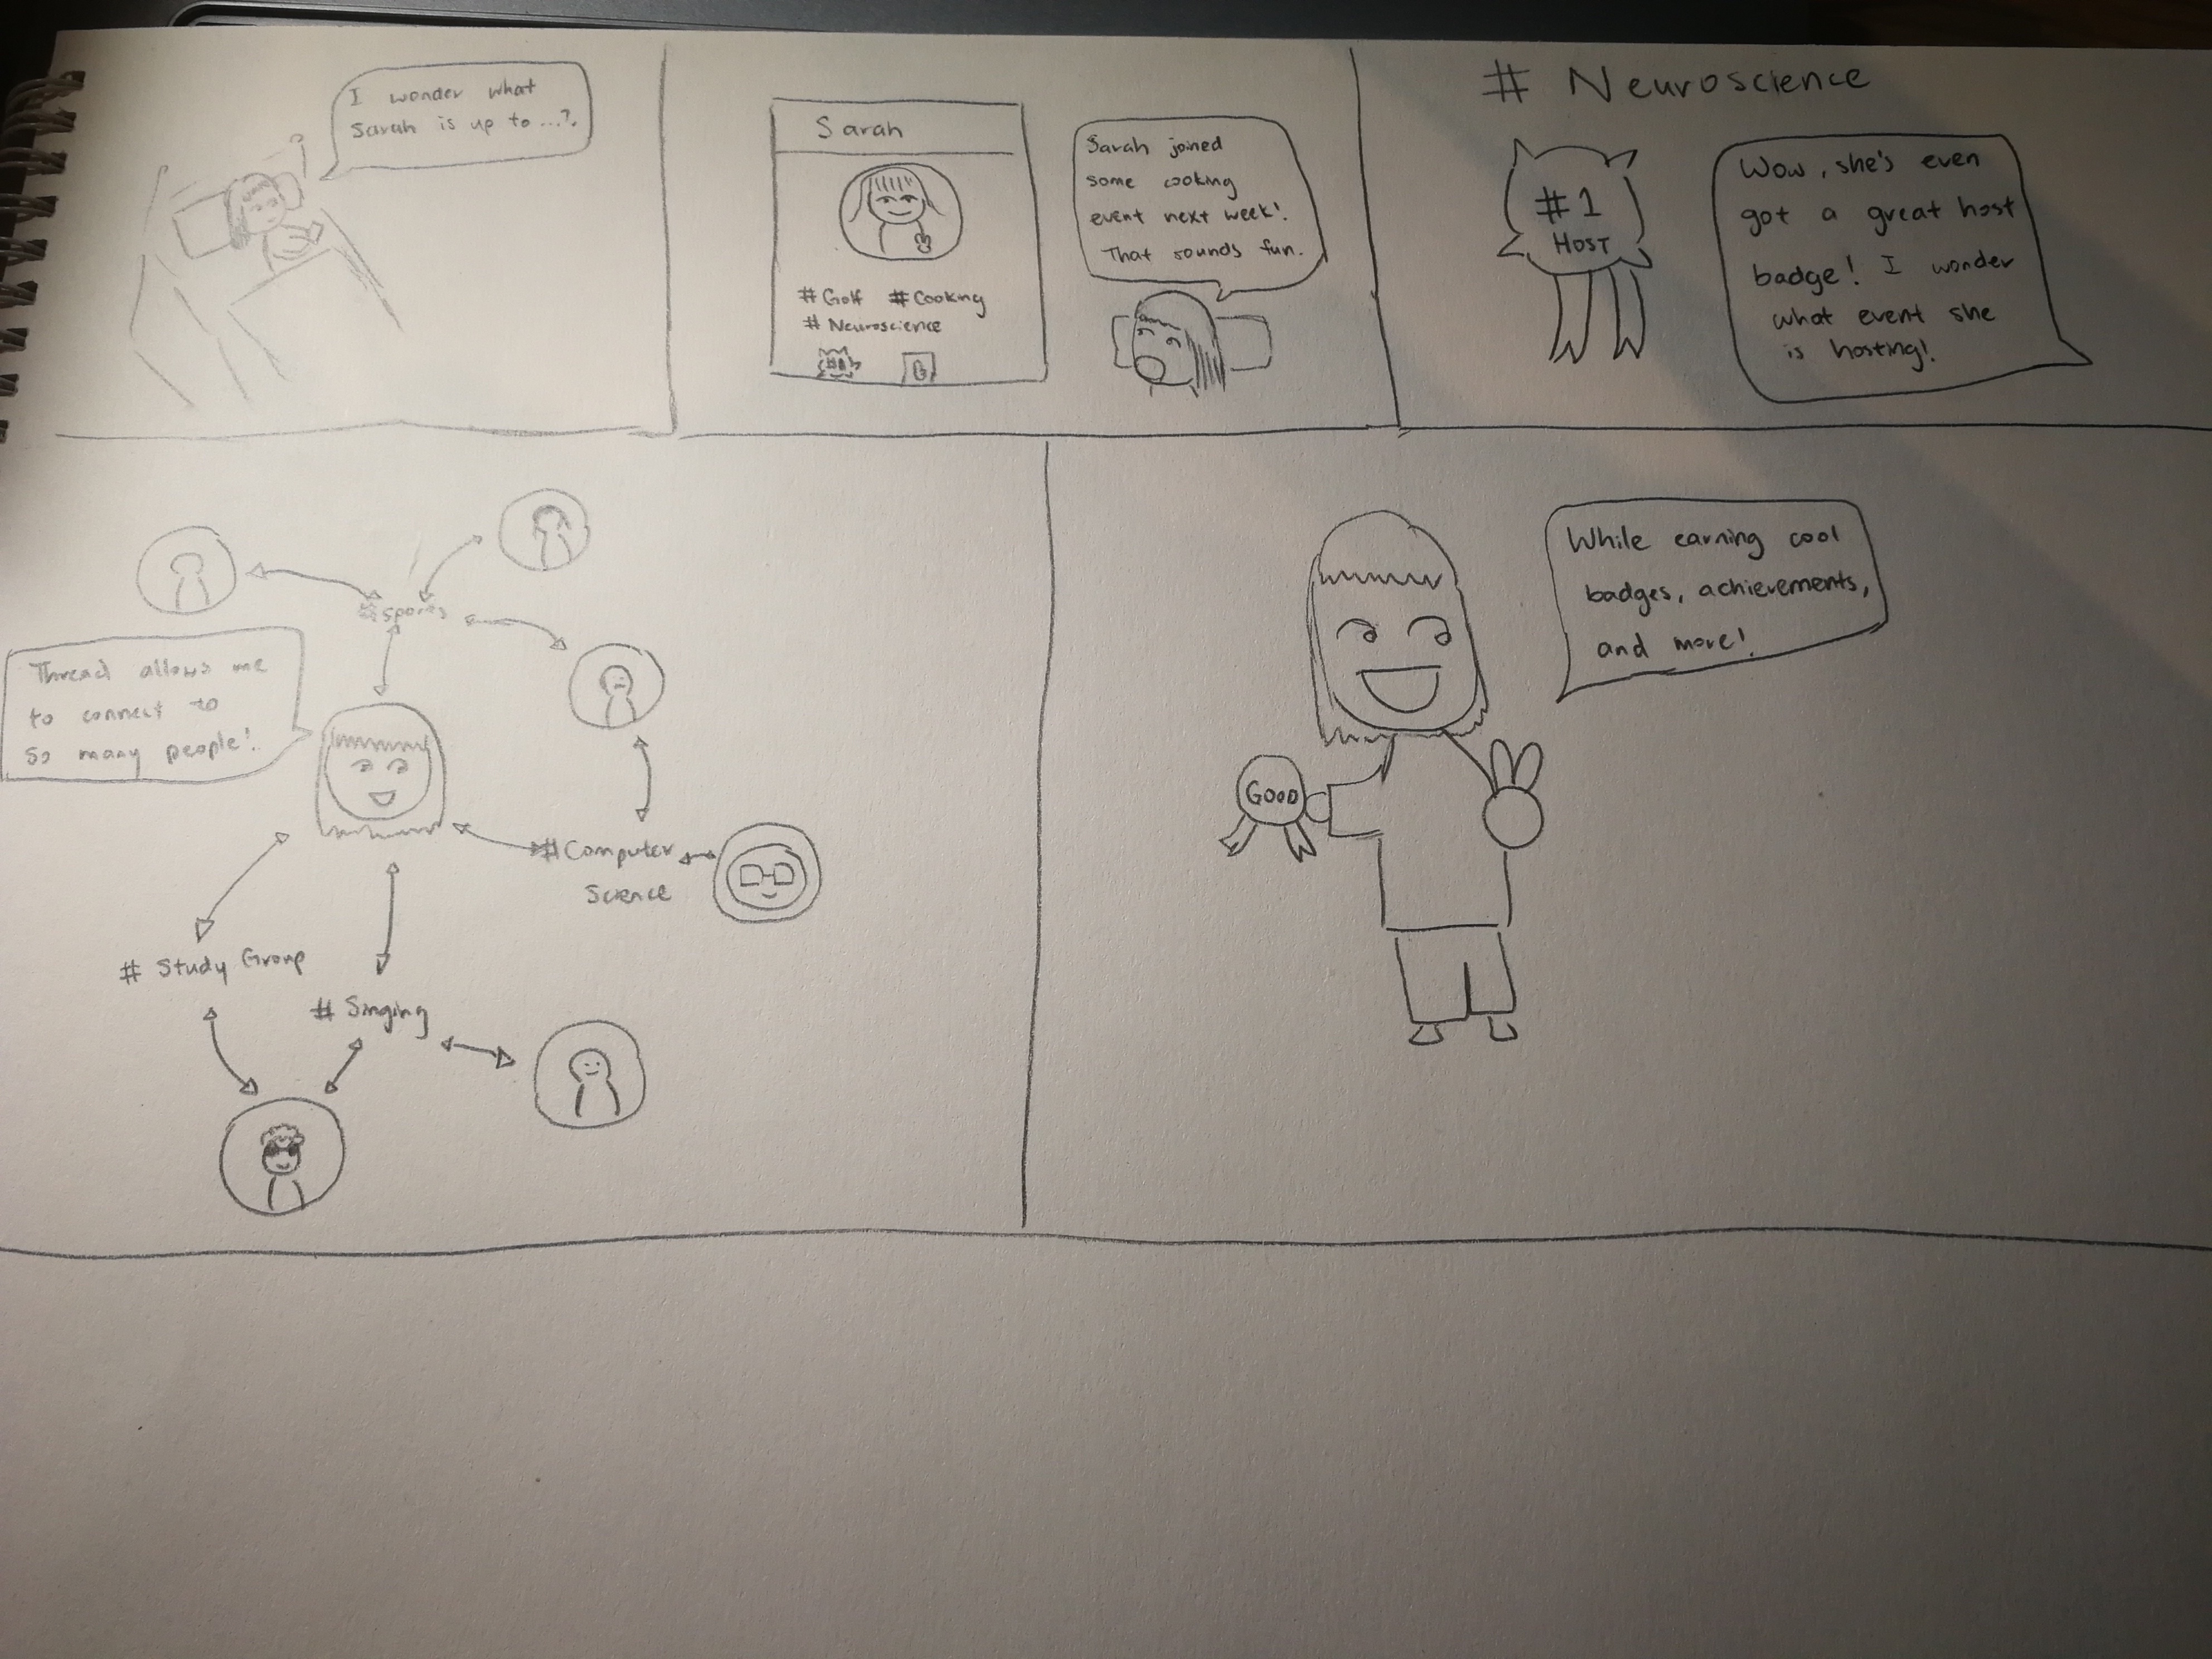 I wonder what
Sarah is up to ...?
Sarah
# Golf # Cooking
# Neuroscience
#1
Sarah joined
some cooking
event next week!
That sounds fun.
# Neuroscience
#1
HOST
Wow, she's even
got a great host
badge! I wonder
what event she
is hosting!
# Sports
Thread allows me
to connect to
So many people!
# Computer
Science
# Study Group
# Singing
While earning cool
badges, achievements,
and more!
GOOD